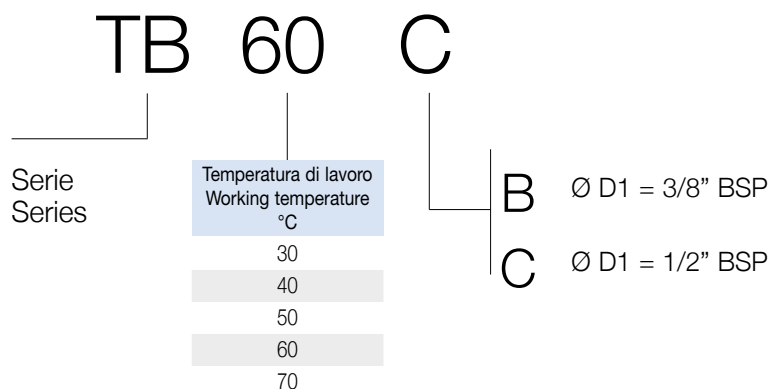 TB 60 C
Serie
Series
Temperatura di lavoro
Working temperature
°C
30
40
50
60
70
B Ø D1 = 3/8” BSP
C Ø D1 = 1/2” BSP